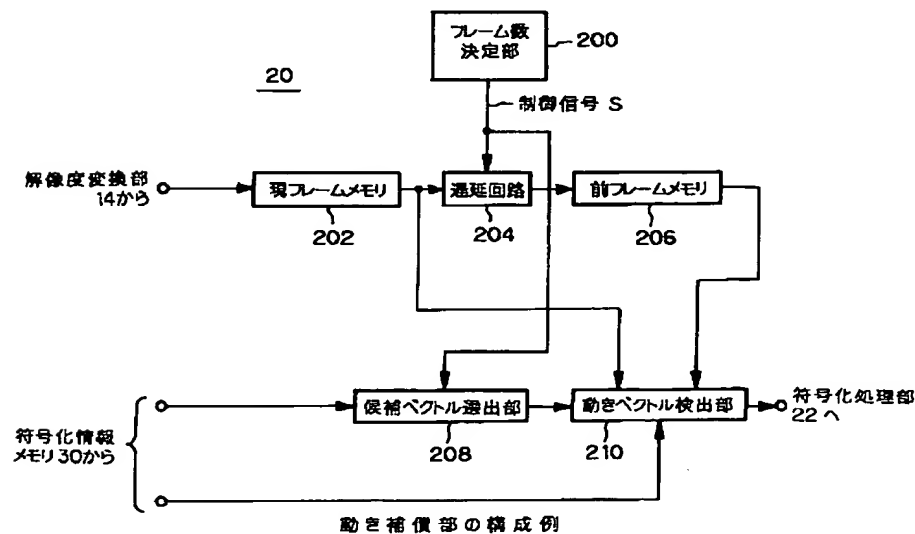 フレーム数
決定部
200
20
制御信号 S
解像度変換部
14から
現フレームメモリ
遅延回路
前フレームメモリ
202
204
206
候補ベクトル選出部
動きベクトル検出部
符号化処理部
22へ
符号化情報
メモリ30から
208
210
動き補償部の構成例